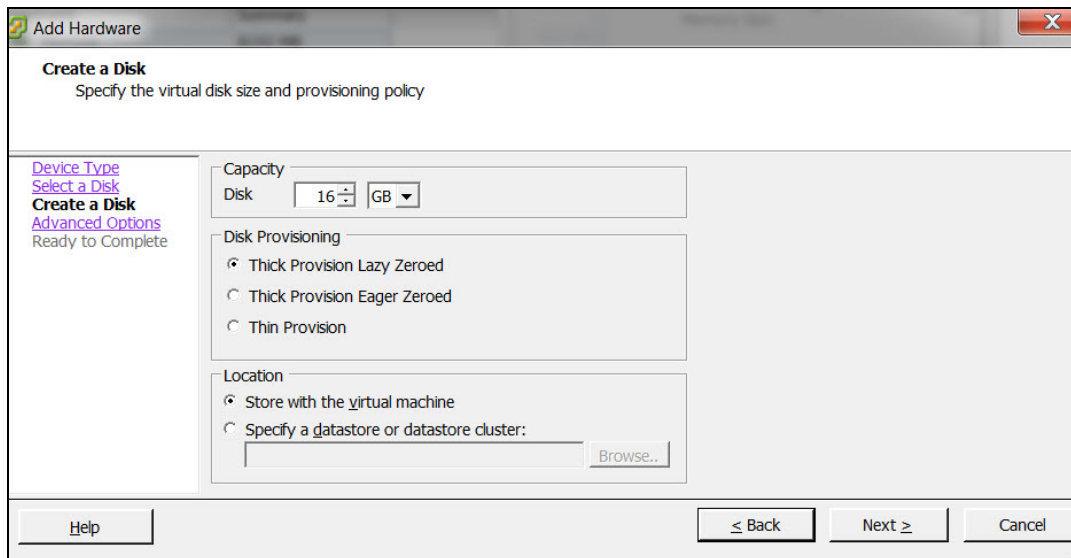 Add Hardware
Create a Disk
Specify the virtual disk size and provisioning policy
Device Type
Select a Disk
Create a Disk
Advanced Options
Ready to Complete
Capacity
Disk 16 GB
Disk Provisioning
Thick Provision Lazy Zeroed
Thick Provision Eager Zeroed
Thin Provision
Location
Store with the virtual machine
Specify a datastore or datastore cluster:
Browse..
Help
< Back
Next >
Cancel